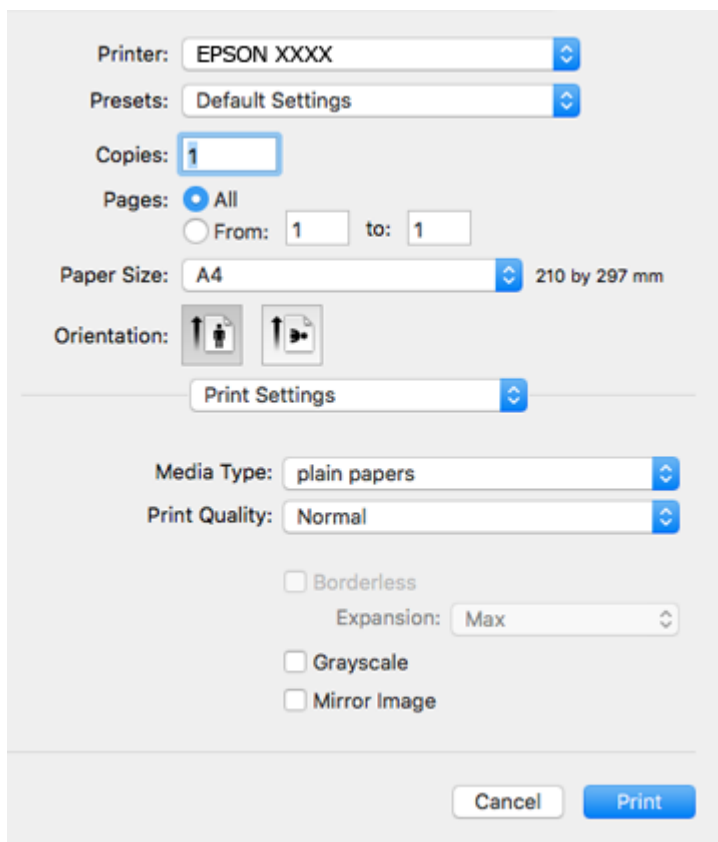 Printer: EPSON XXXX
Presets: Default Settings
Copies: 1
Pages: All
From: 1 to: 1
Paper Size: A4 210 by 297 mm
Orientation:
Print Settings
Media Type: plain papers
Print Quality: Normal
Borderless
Expansion: Max
Grayscale
Mirror Image
Cancel Print